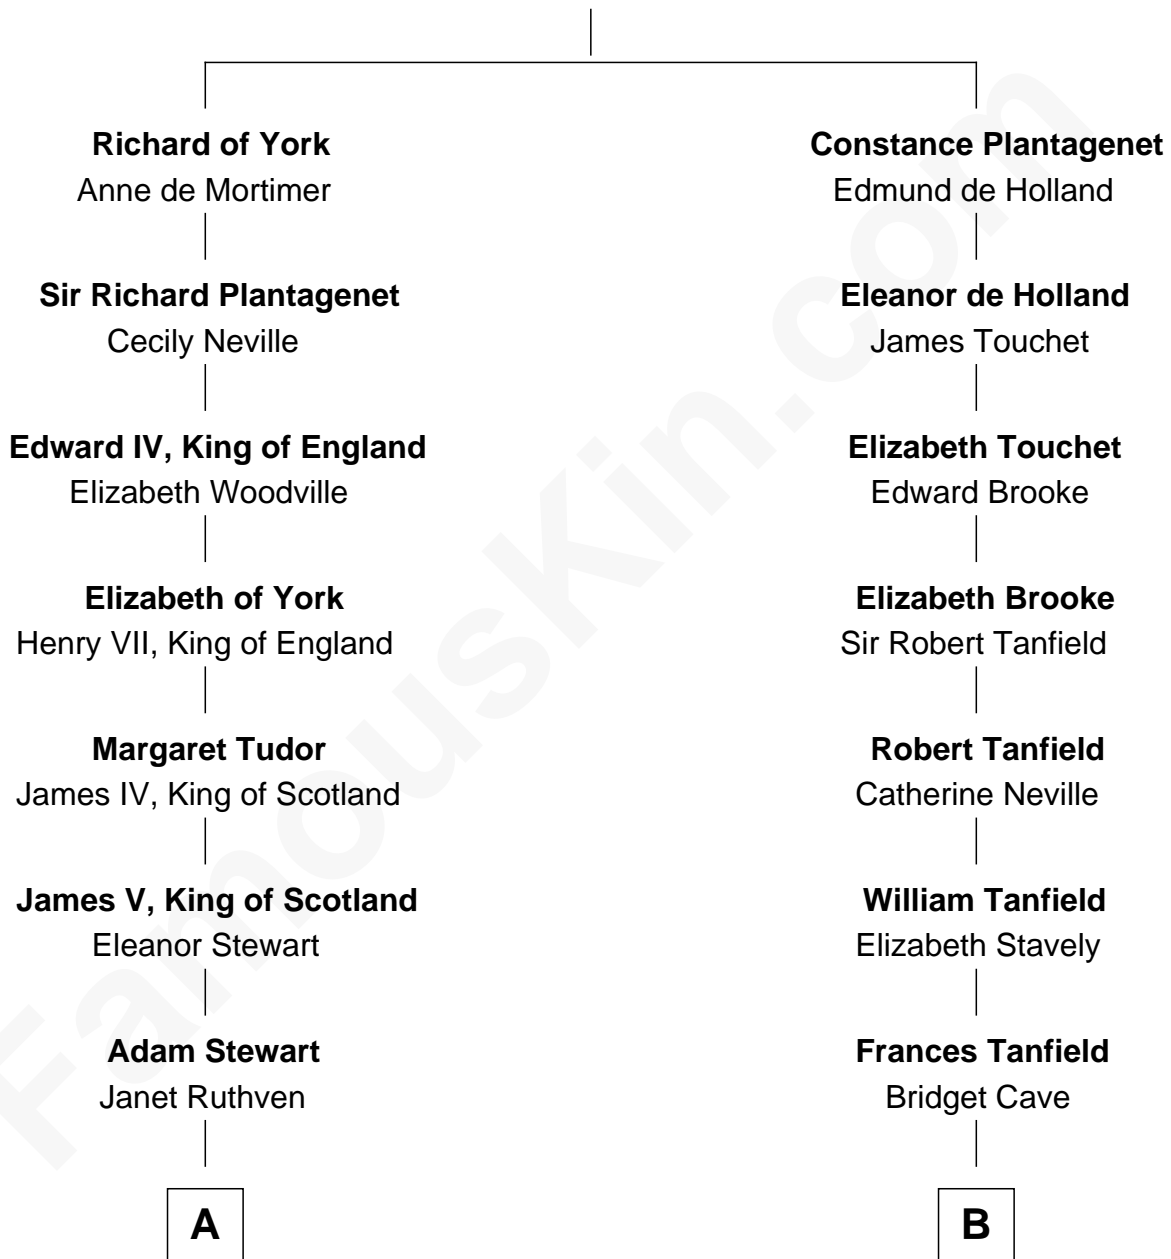 Richard of York
Anne de Mortimer
Sir Richard Plantagenet
Cecily Neville
Edward IV, King of England
Elizabeth Woodville
Elizabeth of York
Henry VII, King of England
Margaret Tudor
James IV, King of Scotland
James V, King of Scotland
Eleanor Stewart
Adam Stewart
Janet Ruthven
A
Constance Plantagenet
Edmund de Holland
Eleanor de Holland
James Touchet
Elizabeth Touchet
Edward Brooke
Elizabeth Brooke
Sir Robert Tanfield
Robert Tanfield
Catherine Neville
William Tanfield
Elizabeth Stavely
Frances Tanfield
Bridget Cave
B
FamousKin.com